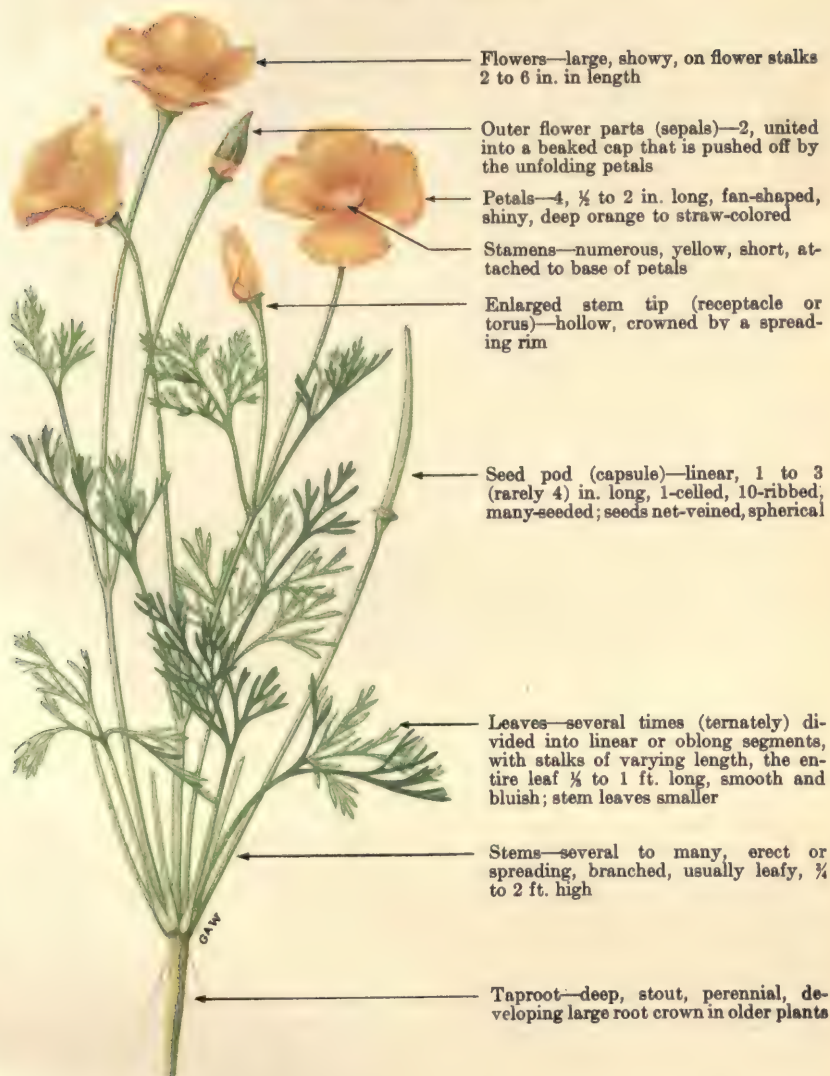 Flowers—large, showy, on flower stalks
2 to 6 in. in length
Outer flower parts (sepals)—2, united
into a beaked cap that is pushed off by
the unfolding petals
Petals—4, ½ to 2 in. long, fan-shaped,
shiny, deep orange to straw-colored
Stamens—numerous, yellow, short, at-
tached to base of petals
Enlarged stem tip (receptacle or
torus)—hollow, crowned by a spread-
ing rim
Seed pod (capsule)—linear, 1 to 3
(rarely 4) in. long, 1-celled, 10-ribbed,
many-seeded; seeds net-veined, spherical
Leaves—several times (ternately) di-
vided into linear or oblong segments,
with stalks of varying length, the en-
tire leaf to 1 ft. long, smooth and
bluish; stem leaves smaller
Stems—several to many, erect or
spreading, branched, usually leafy, ¾
to 2 ft. high
GAW
Taproot—deep, stout, perennial, de-
veloping large root crown in older plants